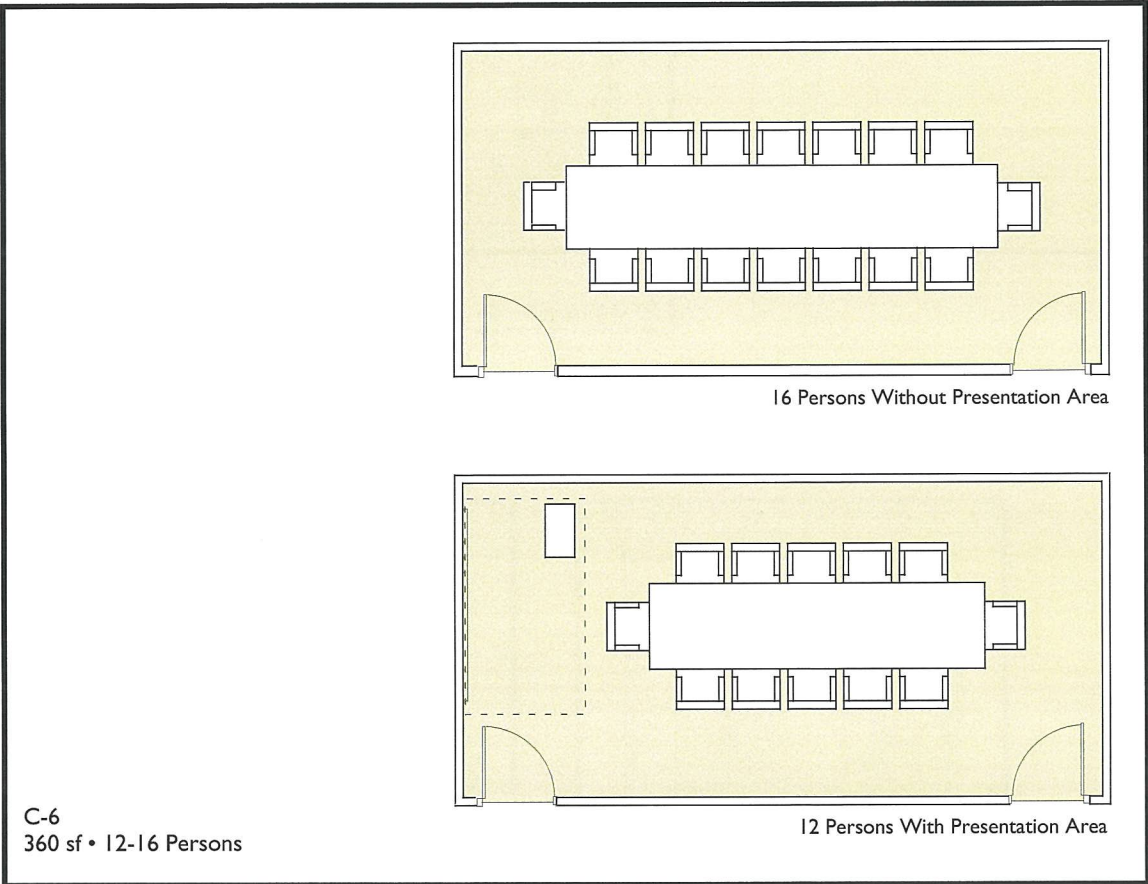 16 Persons Without Presentation Area
12 Persons With Presentation Area
C-6
360 sf • 12-16 Persons